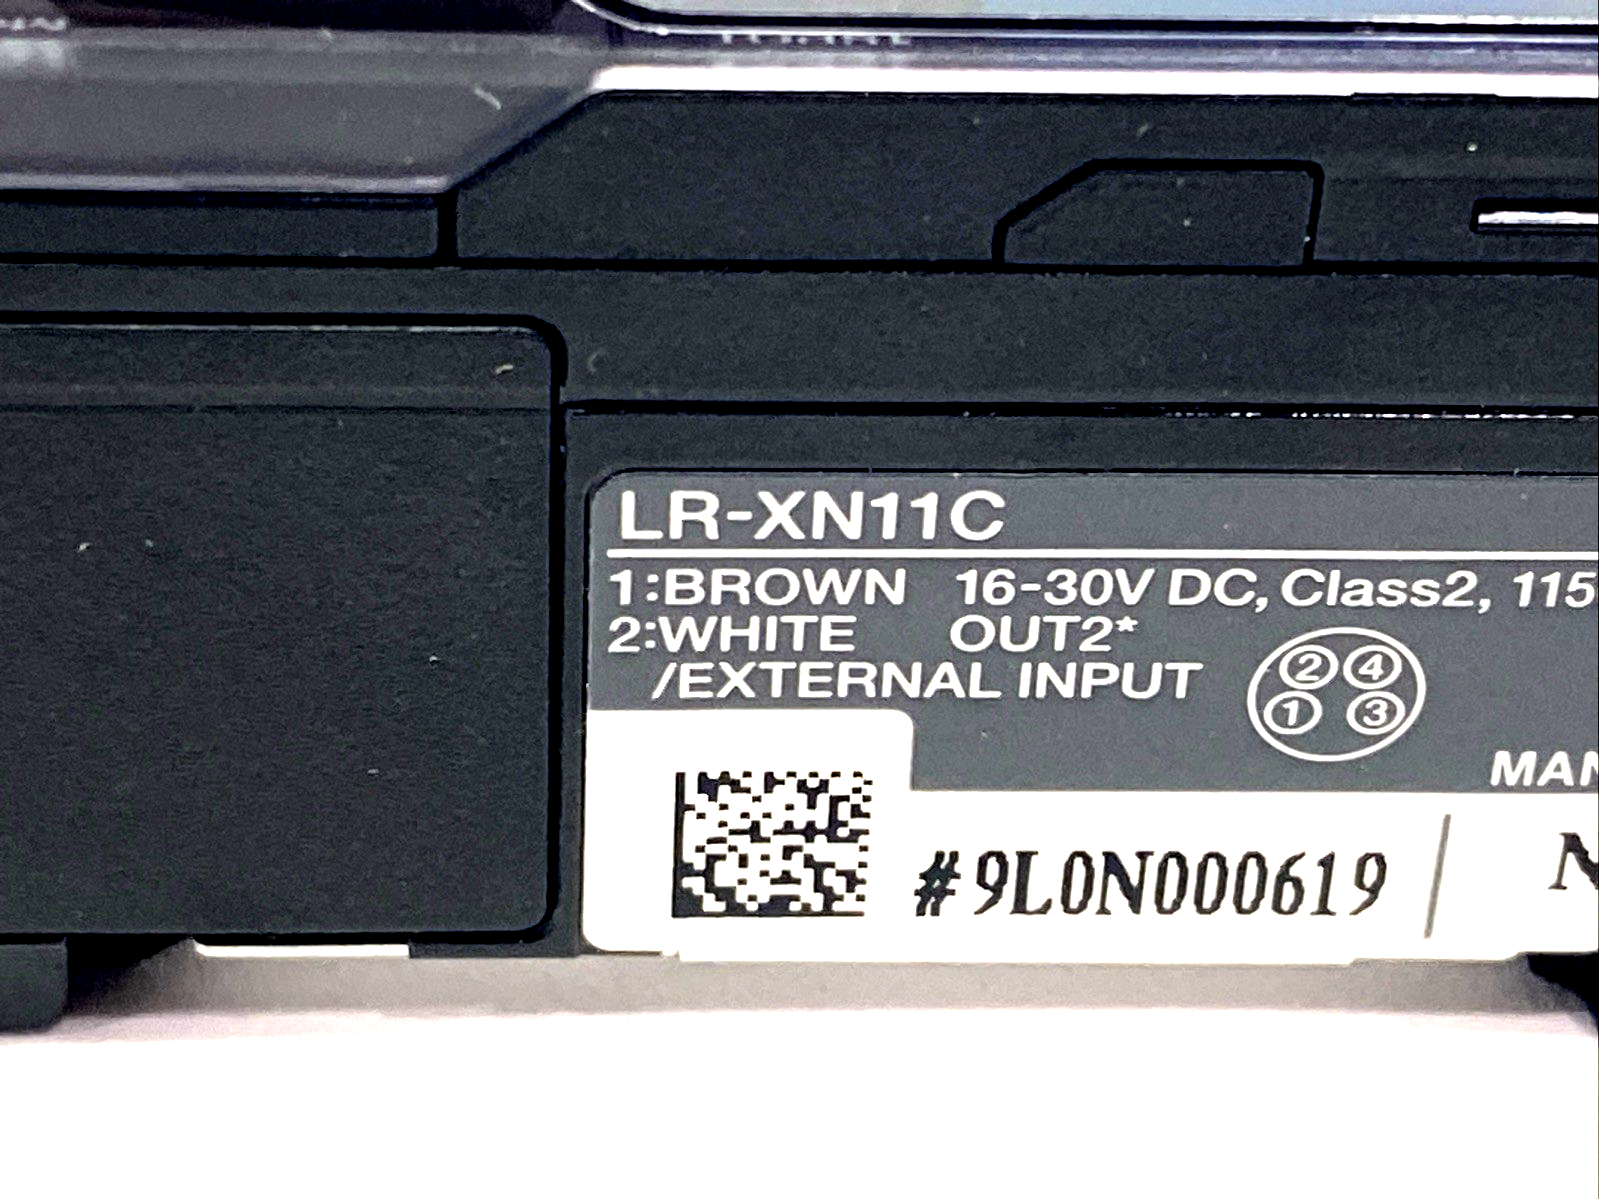 LR-XN11C
1:BROWN 16-30V DC, Class2, 115
2:WHITE OUT2*
/EXTERNAL INPUT
2 4
1 3
MAN
#9L0N000619 | N